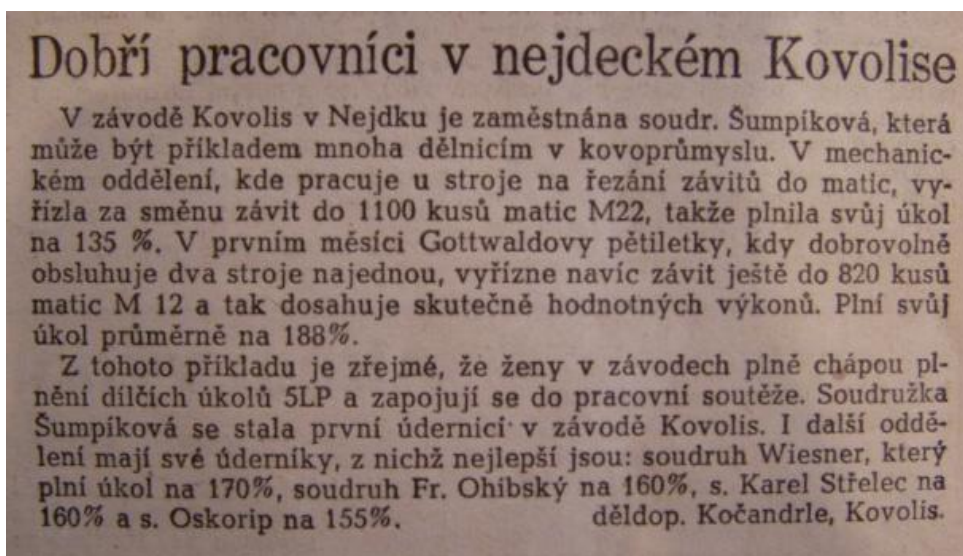 Dobří pracovníci v nejdeckém Kovolise
V závodě Kovolis v Nejdku je zaměstnána soudr. Šumpíková, která
může být příkladem mnoha dělnicím v kovoprůmyslu. V mechanic-
kém oddělení, kde pracuje u stroje na řezání závitů do matic, vy-
řízla za směnu závit do 1100 kusů matic M22, takže plnila svůj úkol
na 135 %. V prvním měsíci Gottwaldovy pětiletky, kdy dobrovolně
obsluhuje dva stroje najednou, vyřízne navíc závit ještě do 820 kusů
matic M 12 a tak dosahuje skutečně hodnotných výkonů. Plní svůj
úkol průměrně na 188%.
Z tohoto příkladu je zřejmé, že ženy v závodech plně chápou pl-
nění dílčích úkolů 5LP a zapojují se do pracovní soutěže. Soudružka
Šumpíková se stala první údernicí v závodě Kovolis. I další oddě-
lení mají své úderníky, z nichž nejlepší jsou: soudruh Wiesner, který
plní úkol na 170%, soudruh Fr. Ohibský na 160%, s. Karel Střelec na
160% a s. Oskorip na 155%. děldop. Kočandrle, Kovolis.